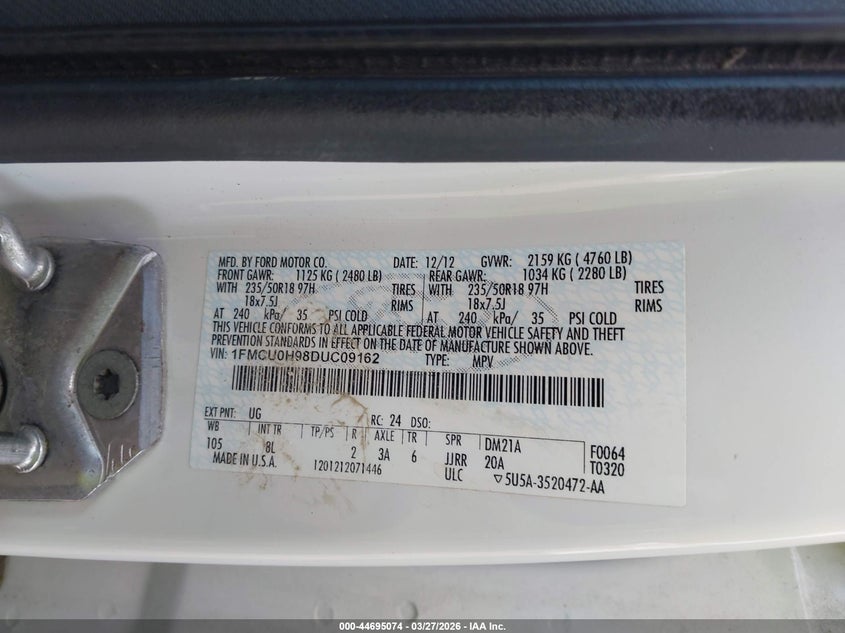 MFD. BY FORD MOTOR CO. DATE: 12/12 GVWR: 2159 KG ( 4760 LB)
FRONT GAWR: 1125 KG ( 2480 LB) REAR GAWR: 1034 KG ( 2280 LB)
WITH 235/50R18 97H TIRES WITH 235/50R18 97H TIRES
18x7.5J RIMS 18x7.5J RIMS
AT 240 kPa/ 35 PSI COLD AT 240 kPa/ 35 PSI COLD
THIS VEHICLE CONFORMS TO ALL APPLICABLE FEDERAL MOTOR VEHICLE SAFETY AND THEFT
PREVENTION STANDARDS IN EFFECT ON THE DATE OF MANUFACTURE SHOWN ABOVE.
VIN: 1FMCU0H98DUC09162 TYPE: MPV
EXT PNT: UG RC: 24 DSO:
WB INT TR TP/PS R AXLE TR SPR DM21A F0064
105 8L 2 3A 6 JJRR 20A T0320
MADE IN U.S.A. 1201212071446 ULC ▽5U5A-3520472-AA
000-44695074 - 03/27/2026 - IAA Inc.